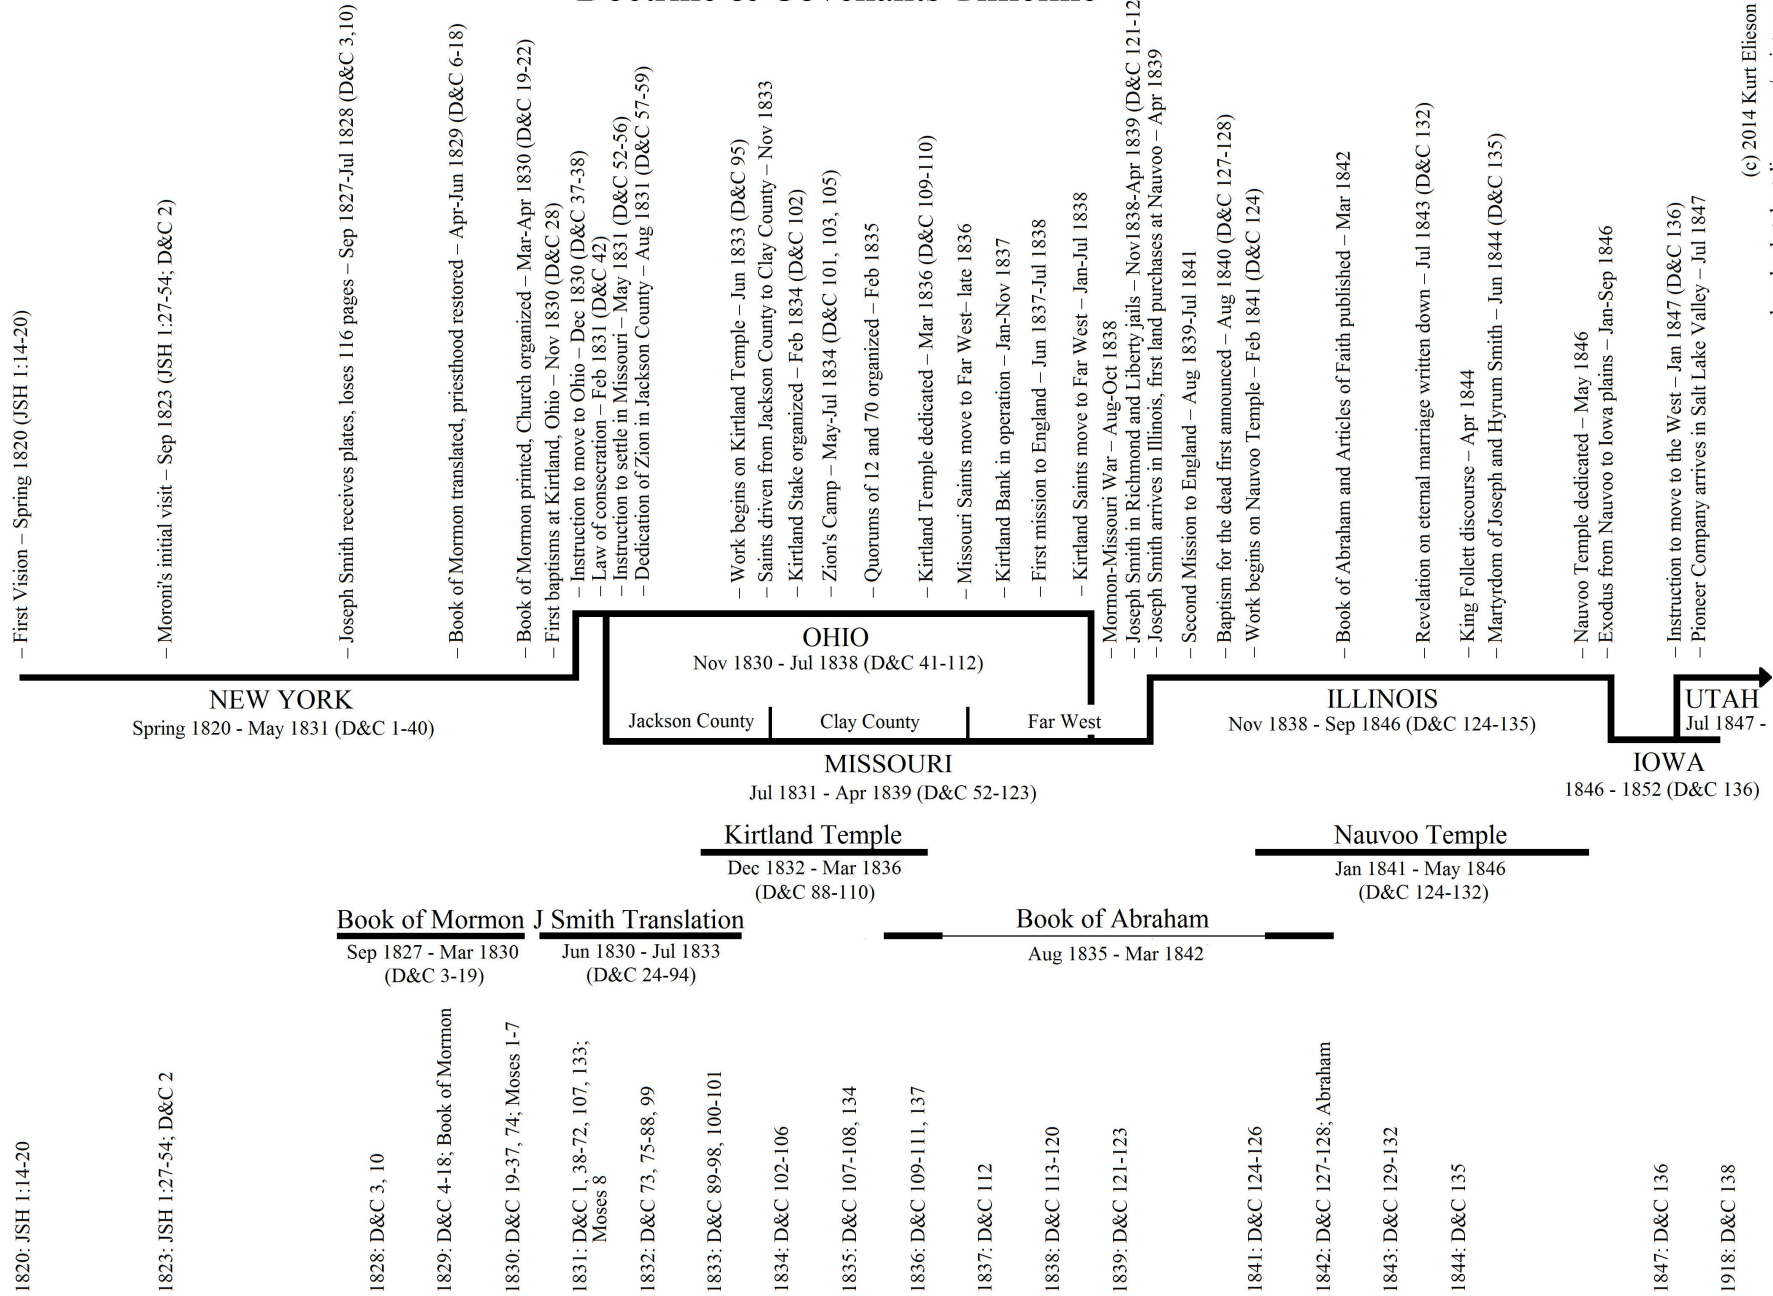 Doctrine & Covenants Timeline
(c) 2014 Kurt Elieson
– First Vision – Spring 1820 (JSH 1:14-20)
– Moroni's initial visit – Sep 1823 (JSH 1:27-54; D&C 2)
– Joseph Smith receives plates, loses 116 pages – Sep 1827-Jul 1828 (D&C 3,10)
– Book of Mormon translated, priesthood restored – Apr-Jun 1829 (D&C 6-18)
– Book of Mormon printed, Church organized – Mar-Apr 1830 (D&C 19-22)
– First baptisms at Kirtland, Ohio – Nov 1830 (D&C 28)
– Instruction to move to Ohio – Dec 1830 (D&C 37-38)
– Law of consecration – Feb 1831 (D&C 42)
– Instruction to settle in Missouri – May 1831 (D&C 52-56)
– Dedication of Zion in Jackson County – Aug 1831 (D&C 57-59)
– Work begins on Kirtland Temple – Jun 1833 (D&C 95)
– Saints driven from Jackson County to Clay County – Nov 1833
– Kirtland Stake organized – Feb 1834 (D&C 102)
– Zion's Camp – May-Jul 1834 (D&C 101, 103, 105)
– Quorums of 12 and 70 organized – Feb 1835
– Kirtland Temple dedicated – Mar 1836 (D&C 109-110)
– Missouri Saints move to Far West– late 1836
– Kirtland Bank in operation – Jan-Nov 1837
– First mission to England – Jun 1837-Jul 1838
– Kirtland Saints move to Far West – Jan-Jul 1838
– Mormon-Missouri War – Aug-Oct 1838
– Joseph Smith in Richmond and Liberty jails – Nov1838-Apr 1839 (D&C 121-12
– Joseph Smith arrives in Illinois, first land purchases at Nauvoo – Apr 1839
– Second Mission to England – Aug 1839-Jul 1841
– Baptism for the dead first announced – Aug 1840 (D&C 127-128)
– Work begins on Nauvoo Temple – Feb 1841 (D&C 124)
– Book of Abraham and Articles of Faith published – Mar 1842
– Revelation on eternal marriage written down – Jul 1843 (D&C 132)
– King Follett discourse – Apr 1844
– Martyrdom of Joseph and Hyrum Smith – Jun 1844 (D&C 135)
– Nauvoo Temple dedicated – May 1846
– Exodus from Nauvoo to Iowa plains – Jan-Sep 1846
– Instruction to move to the West – Jan 1847 (D&C 136)
– Pioneer Company arrives in Salt Lake Valley – Jul 1847
OHIO
Nov 1830 - Jul 1838 (D&C 41-112)
NEW YORK
Spring 1820 - May 1831 (D&C 1-40)
Jackson County
Clay County
Far West
ILLINOIS
Nov 1838 - Sep 1846 (D&C 124-135)
UTAH
Jul 1847 -
MISSOURI
Jul 1831 - Apr 1839 (D&C 52-123)
IOWA
1846 - 1852 (D&C 136)
Kirtland Temple
Dec 1832 - Mar 1836
(D&C 88-110)
Nauvoo Temple
Jan 1841 - May 1846
(D&C 124-132)
Book of Mormon
Sep 1827 - Mar 1830
(D&C 3-19)
J Smith Translation
Jun 1830 - Jul 1833
(D&C 24-94)
Book of Abraham
Aug 1835 - Mar 1842
1820: JSH 1:14-20
1823: JSH 1:27-54; D&C 2
1828: D&C 3, 10
1829: D&C 4-18; Book of Mormon
1830: D&C 19-37, 74; Moses 1-7
1831: D&C 1, 38-72, 107, 133;
Moses 8
1832: D&C 73, 75-88, 99
1833: D&C 89-98, 100-101
1834: D&C 102-106
1835: D&C 107-108, 134
1836: D&C 109-111, 137
1837: D&C 112
1838: D&C 113-120
1839: D&C 121-123
1841: D&C 124-126
1842: D&C 127-128; Abraham
1843: D&C 129-132
1844: D&C 135
1847: D&C 136
1918: D&C 138